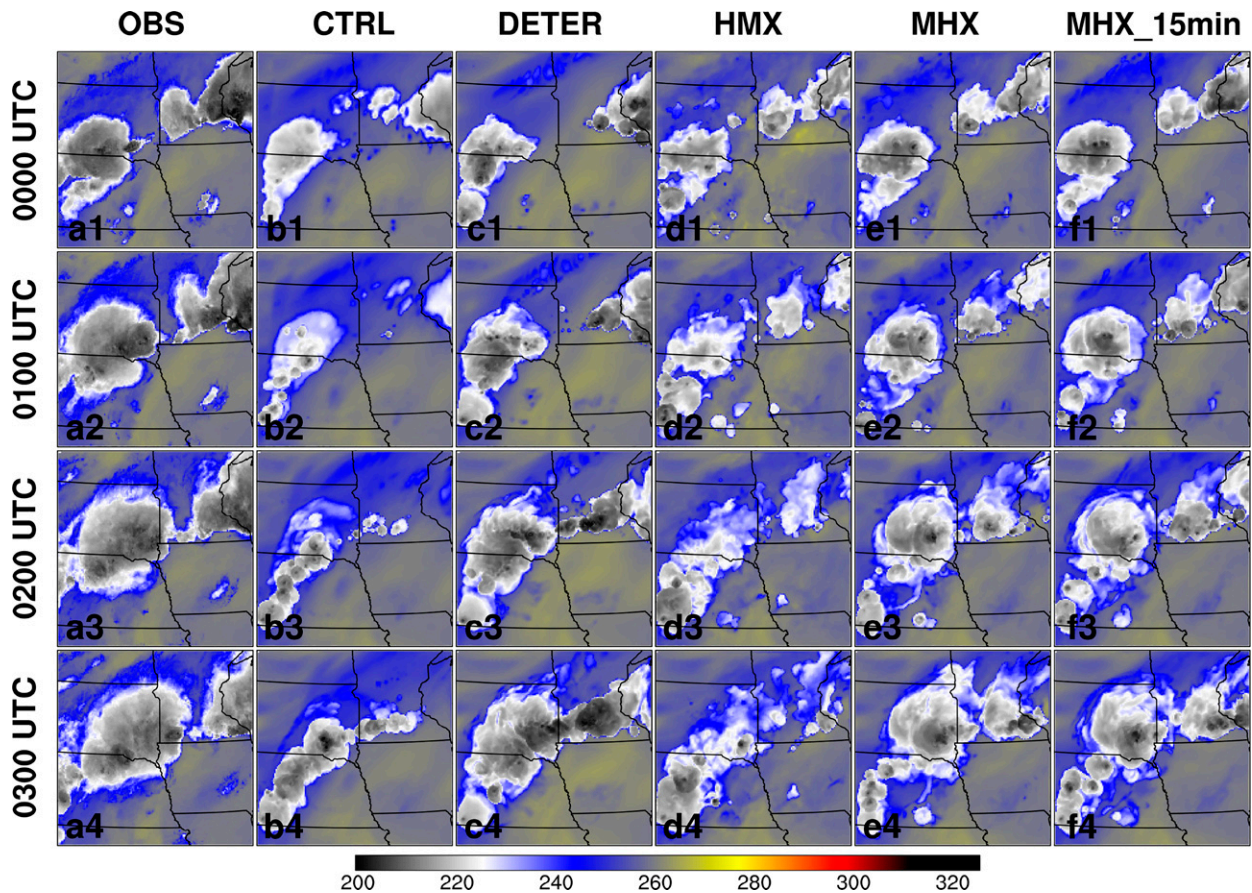 OBS CTRL DETER HMX MHX MHX_15min
0000 UTC
a1 b1 c1 d1 e1 f1
0100 UTC
a2 b2 c2 d2 e2 f2
0200 UTC
a3 b3 c3 d3 e3 f3
0300 UTC
a4 b4 c4 d4 e4 f4
200 220 240 260 280 300 320